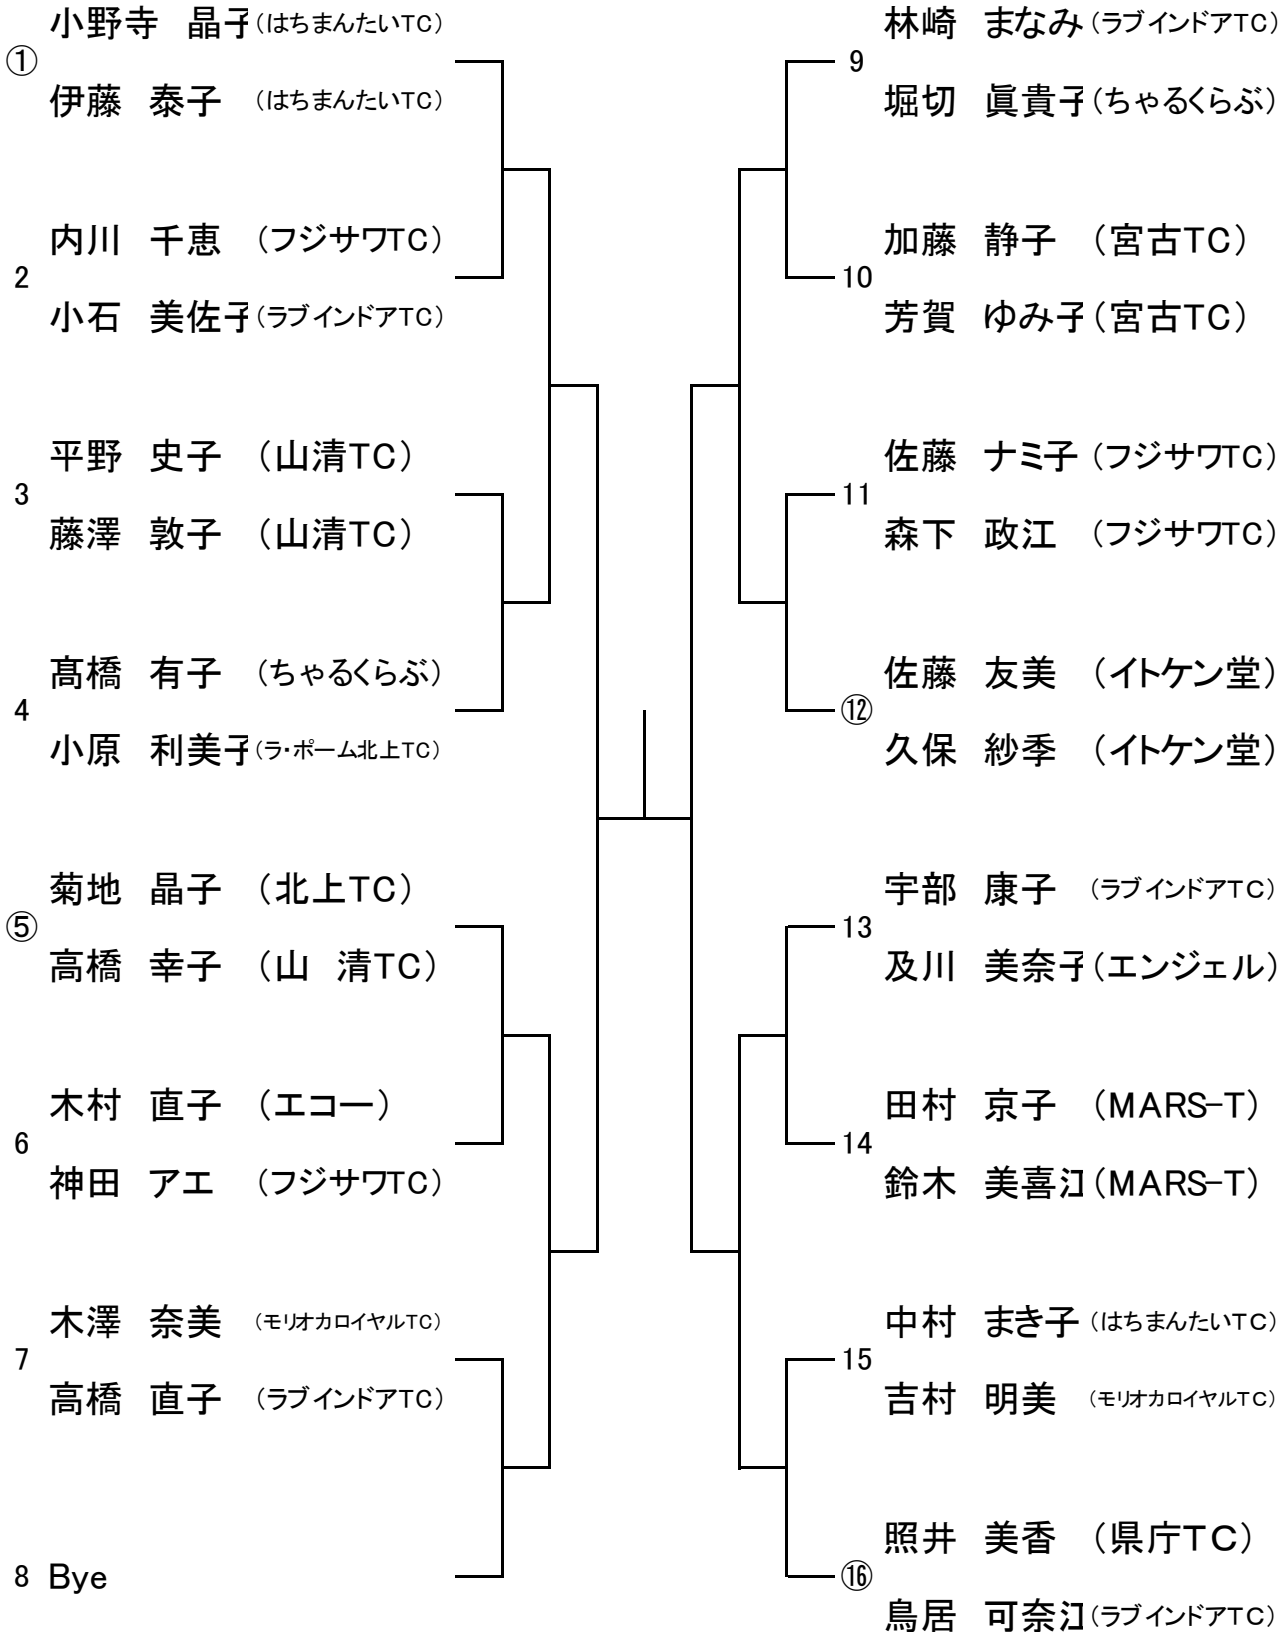 小野寺 晶子(はちまんたいTC)
①
伊藤 泰子 (はちまんたいTC)
内川 千恵 (フジサワTC)
2
小石 美佐子(ラブインドアTC)
平野 史子 (山清TC)
3
藤澤 敦子 (山清TC)
髙橋 有子 (ちゃるくらぶ)
4
小原 利美子(ラ・ポーム北上TC)
菊地 晶子 (北上TC)
⑤
高橋 幸子 (山 清TC)
木村 直子 (エコー)
6
神田 アエ (フジサワTC)
木澤 奈美 (モリオカロイヤルTC)
7
高橋 直子 (ラブインドアTC)
8 Bye
林崎 まなみ(ラブインドアTC)
9
堀切 眞貴子(ちゃるくらぶ)
加藤 静子 (宮古TC)
10
芳賀 ゆみ子(宮古TC)
佐藤 ナミ子(フジサワTC)
11
森下 政江 (フジサワTC)
佐藤 友美 (イトケン堂)
⑫
久保 紗季 (イトケン堂)
宇部 康子 (ラブインドアTC)
13
及川 美奈子(エンジェル)
田村 京子 (MARS-T)
14
鈴木 美喜江(MARS-T)
中村 まき子(はちまんたいTC)
15
吉村 明美 (モリオカロイヤルTC)
照井 美香 (県庁TC)
⑯
鳥居 可奈江(ラブインドアTC)